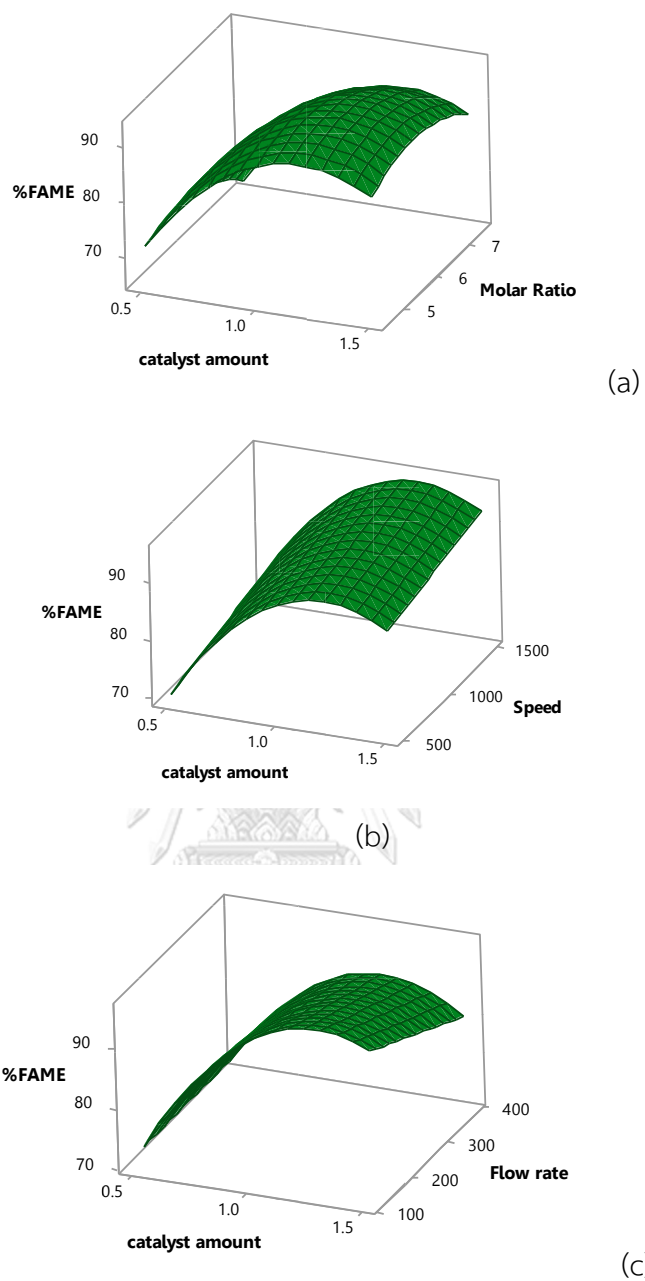 90
%FAME 80
70
0.5
1.0
1.5
catalyst amount
5
6
7
Molar Ratio
(a)
90
%FAME
80
70
0.5
1.0
1.5
catalyst amount
500
1000
1500
Speed
(b)
90
%FAME
80
70
0.5
1.0
1.5
catalyst amount
100
200
300
400
Flow rate
(c